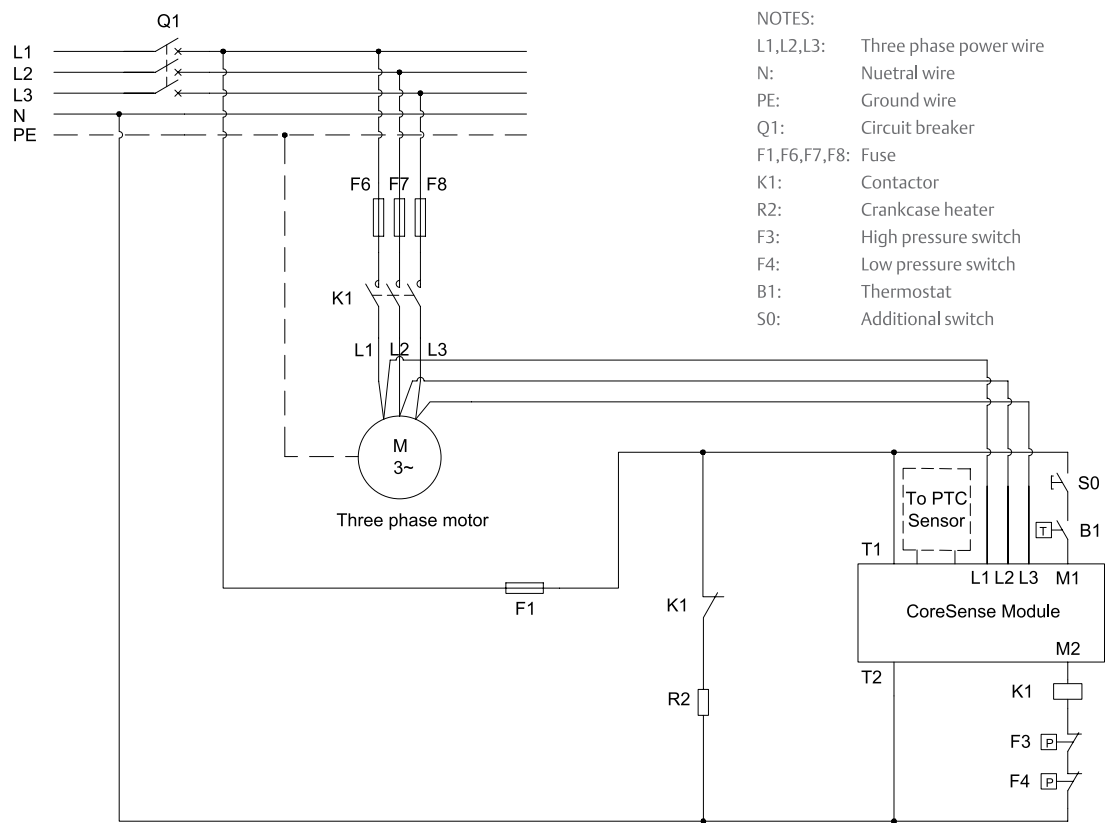 Q1
L1
L2
L3
N
PE
NOTES:
L1,L2,L3: Three phase power wire
N: Nuetral wire
PE: Ground wire
Q1: Circuit breaker
F1,F6,F7,F8: Fuse
K1: Contactor
R2: Crankcase heater
F3: High pressure switch
F4: Low pressure switch
B1: Thermostat
S0: Additional switch
F6 F7 F8
K1
L1 L2 L3
M
3~
Three phase motor
F1
K1
R2
To PTC
Sensor
S0
T B1
T1
L1 L2 L3 M1
CoreSense Module
M2
T2
K1
F3 P
F4 P